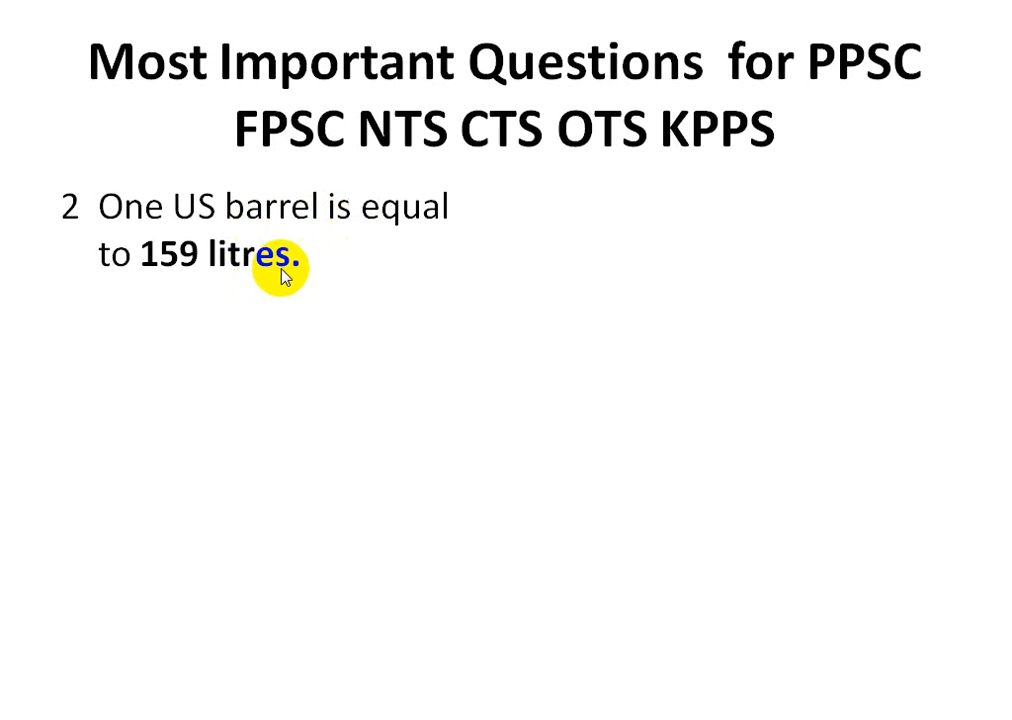 Most Important Questions for PPSC
FPSC NTS CTS OTS KPPS
2 One US barrel is equal
to 159 litres.